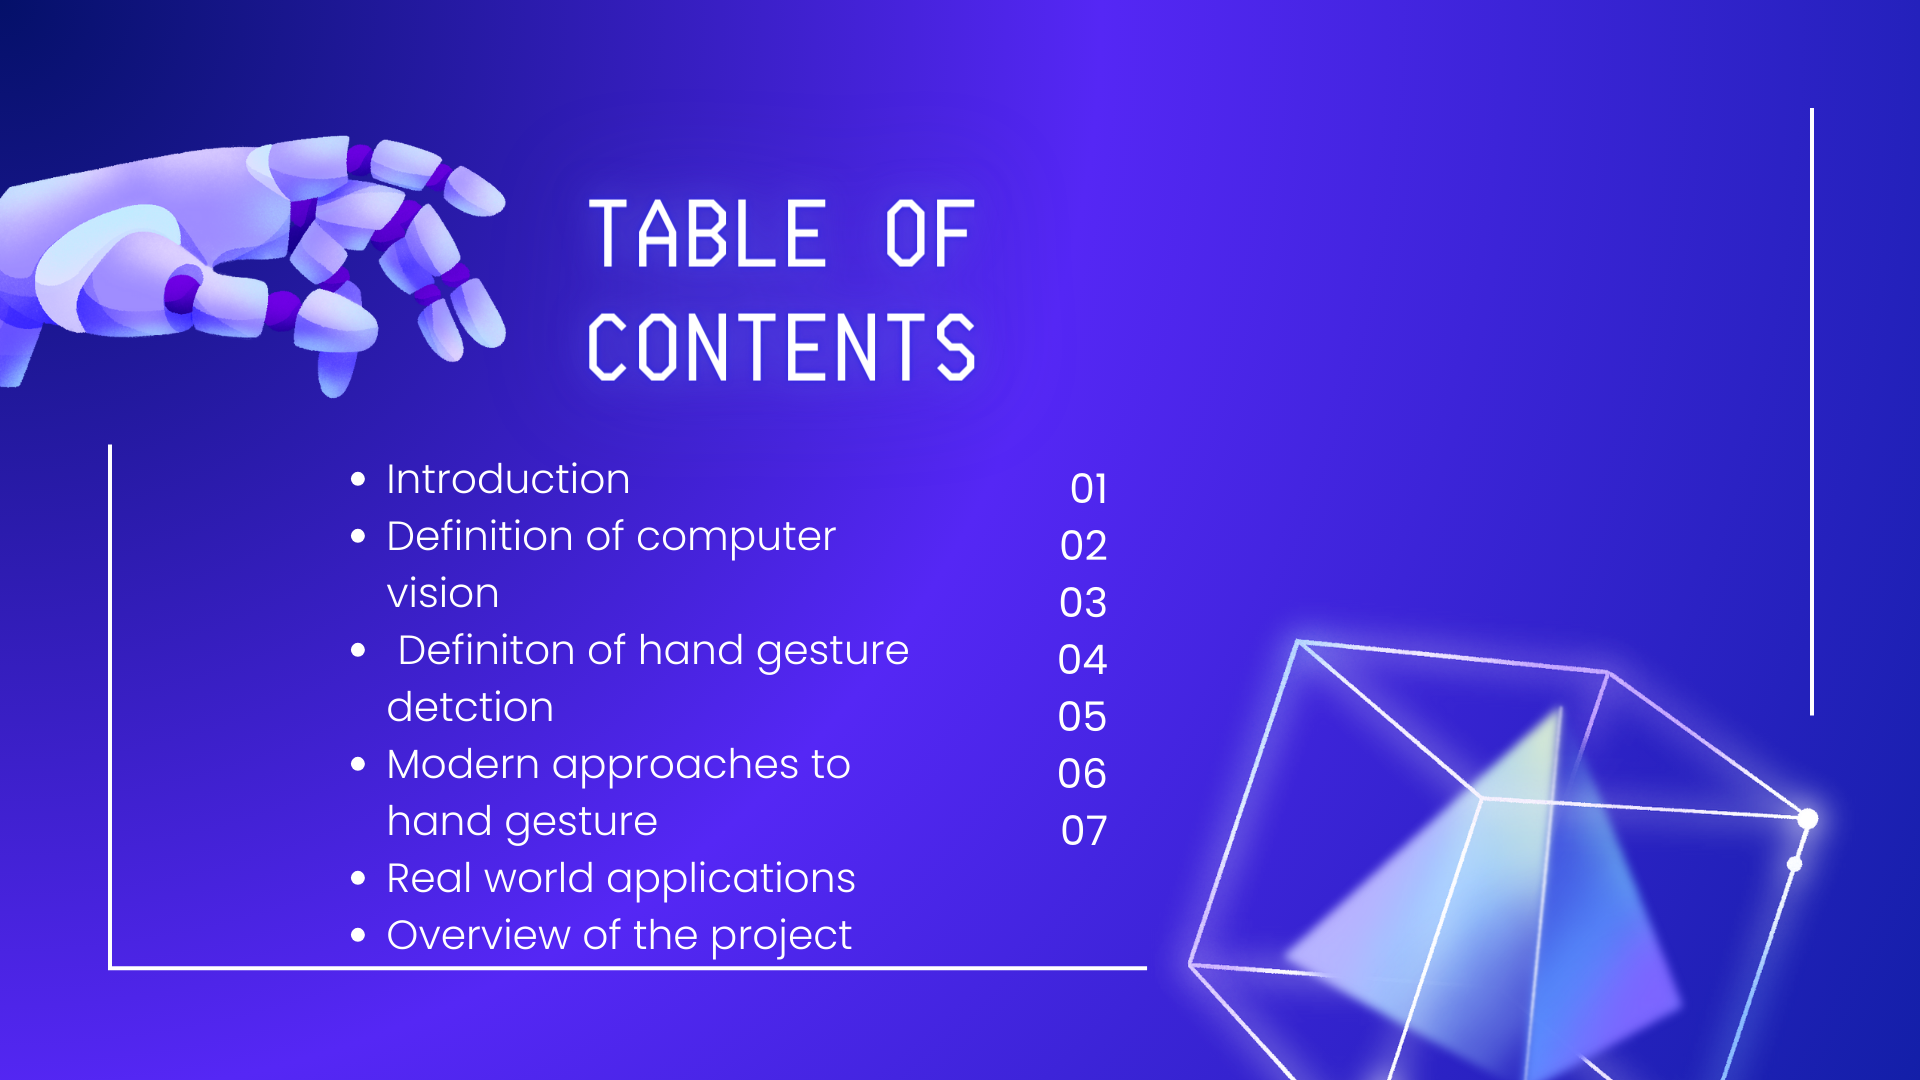 TABLE OF
CONTENTS
Introduction
Definition of computer
vision
Definiton of hand gesture
detction
Modern approaches to
hand gesture
Real world applications
Overview of the project
01
02
03
04
05
06
07